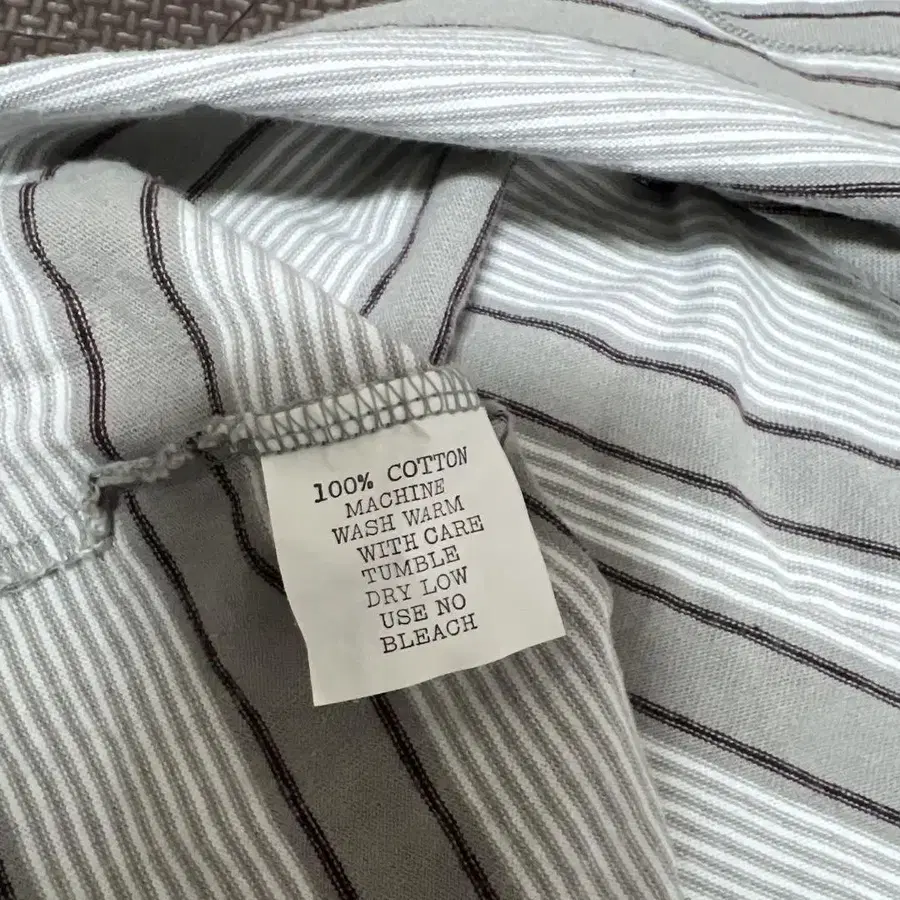 100% COTTON
MACHINE
WASH WARM
WITH CARE
TUMBLE
DRY LOW
USE NO
BLEACH